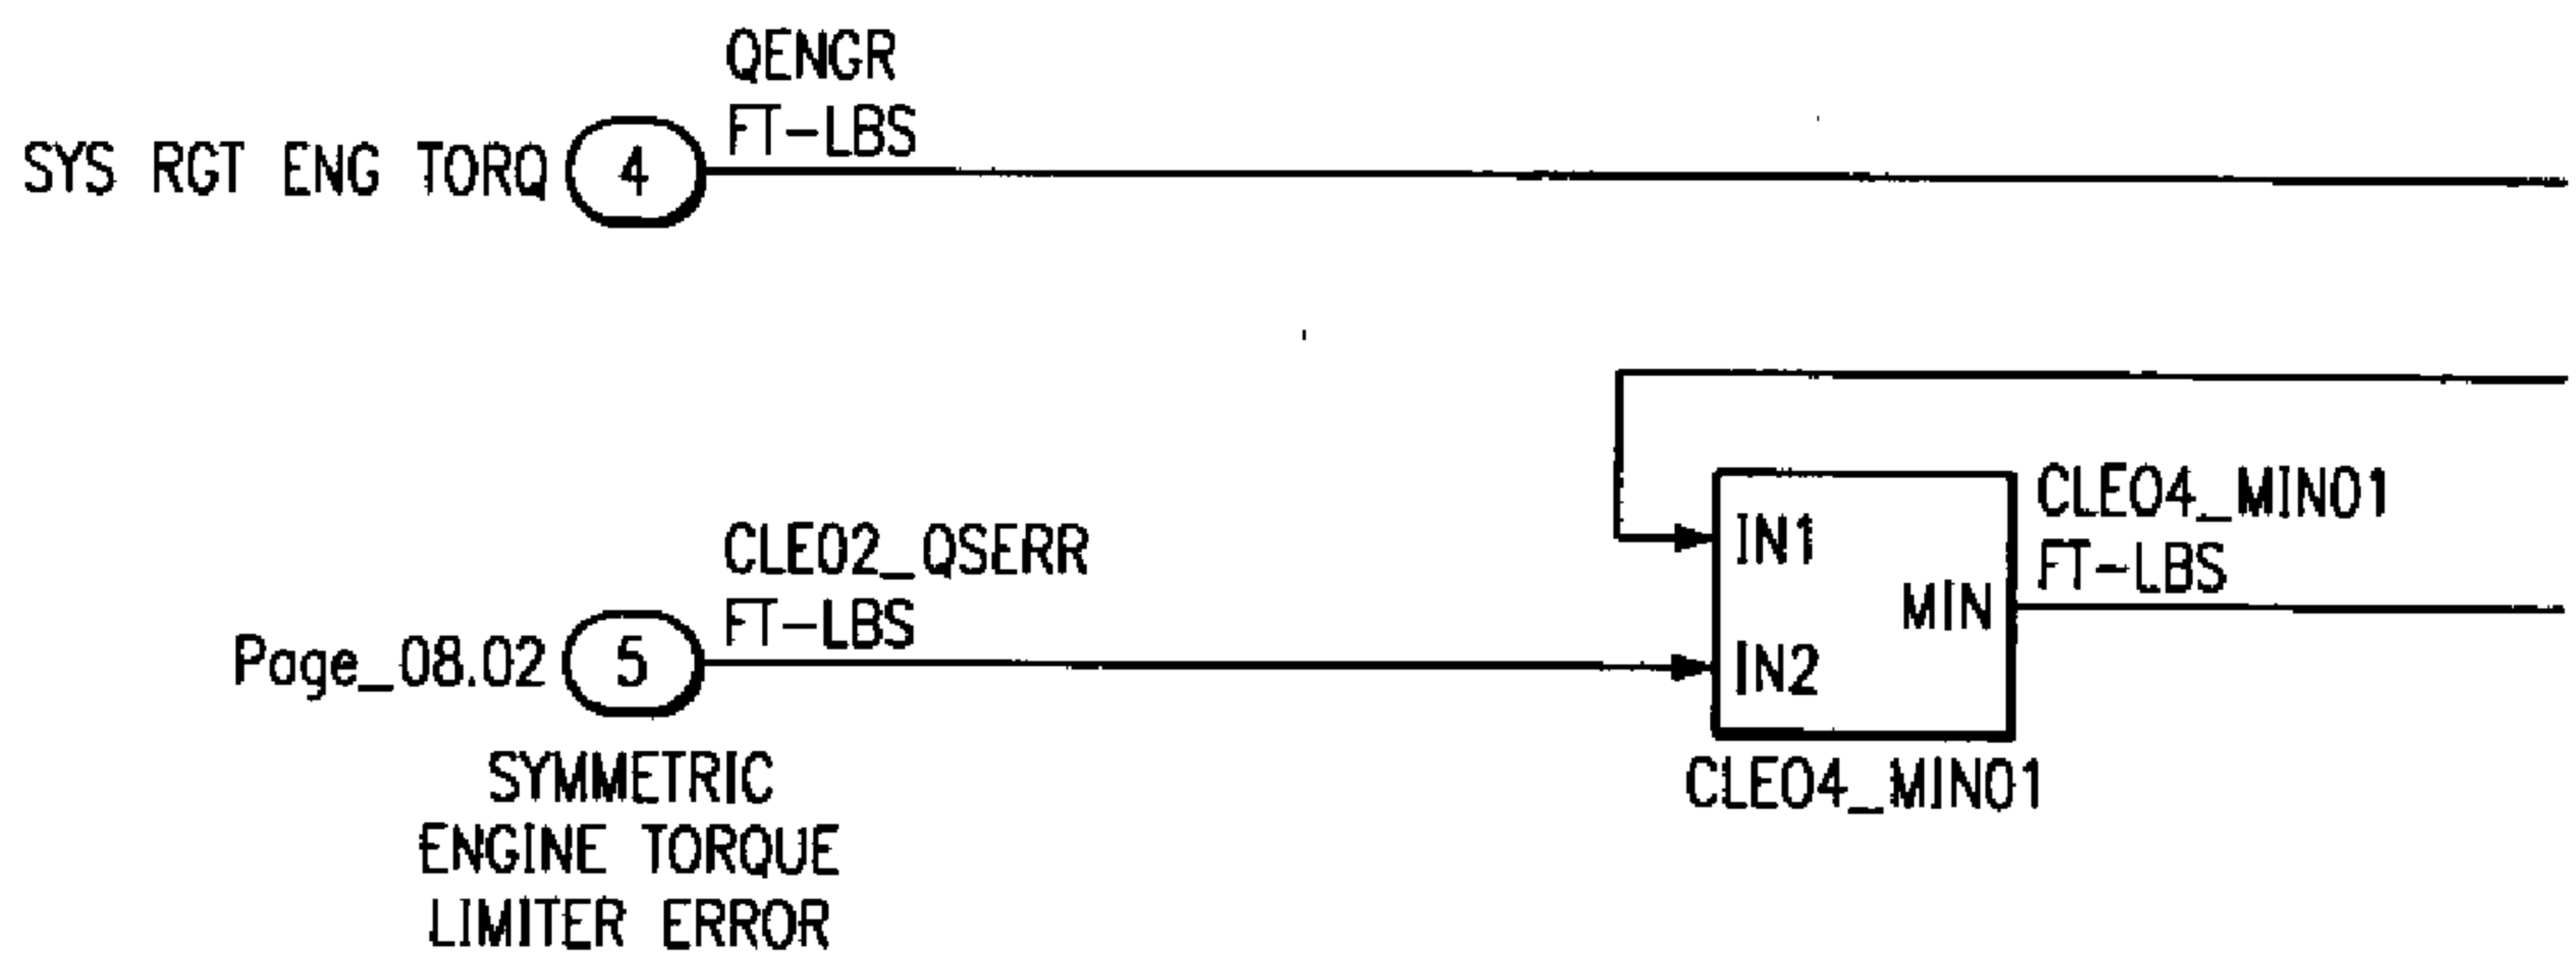 QENGR
FT-LBS
SYS RGT ENG TORQ 4
CLE02_QSERR
FT-LBS
Page_08.02 5
SYMMETRIC
ENGINE TORQUE
LIMITER ERROR
IN1
MIN
IN2
CLE04_MIN01
CLE04_MIN01
FT-LBS